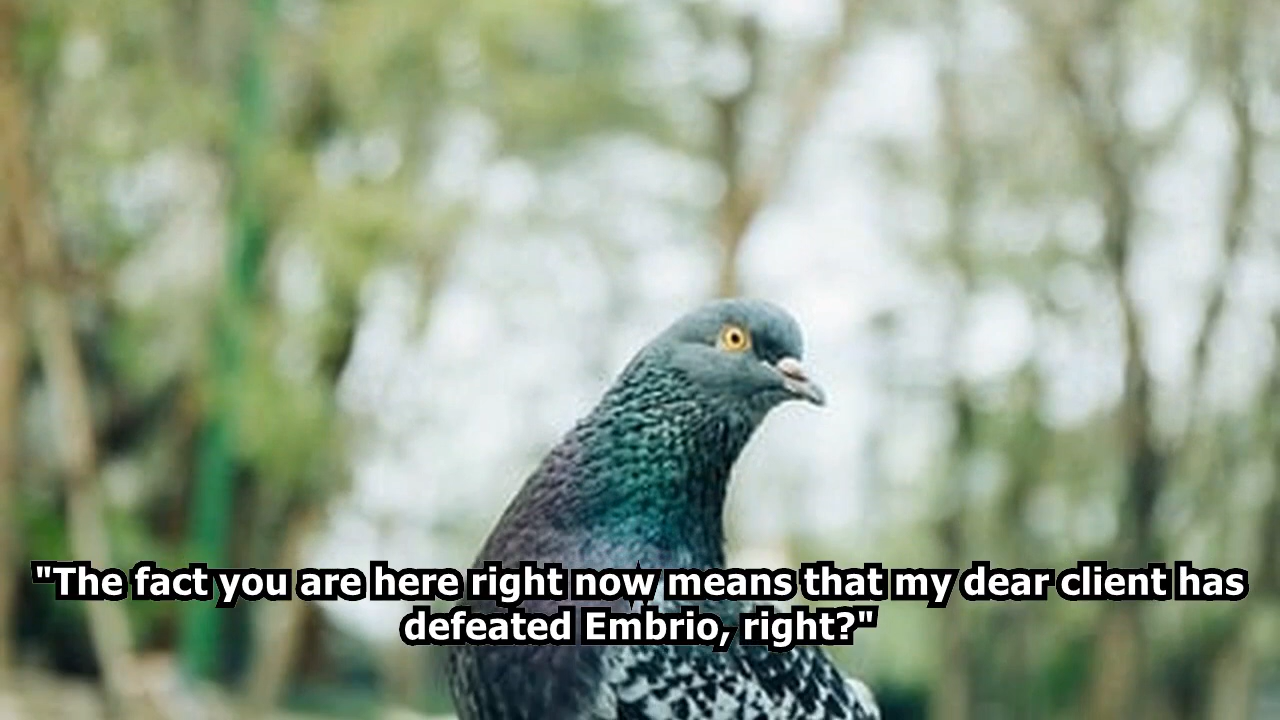 "The fact you are here right now means that my dear client has
defeated Embrio, right?"